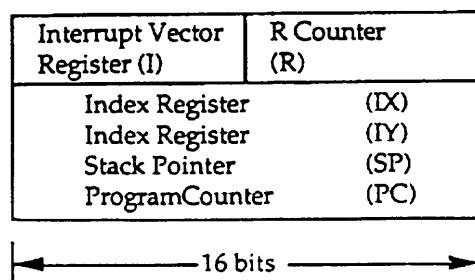 Interrupt Vector R Counter
Register (I) (R)
Index Register (IX)
Index Register (IY)
Stack Pointer (SP)
ProgramCounter (PC)
16 bits